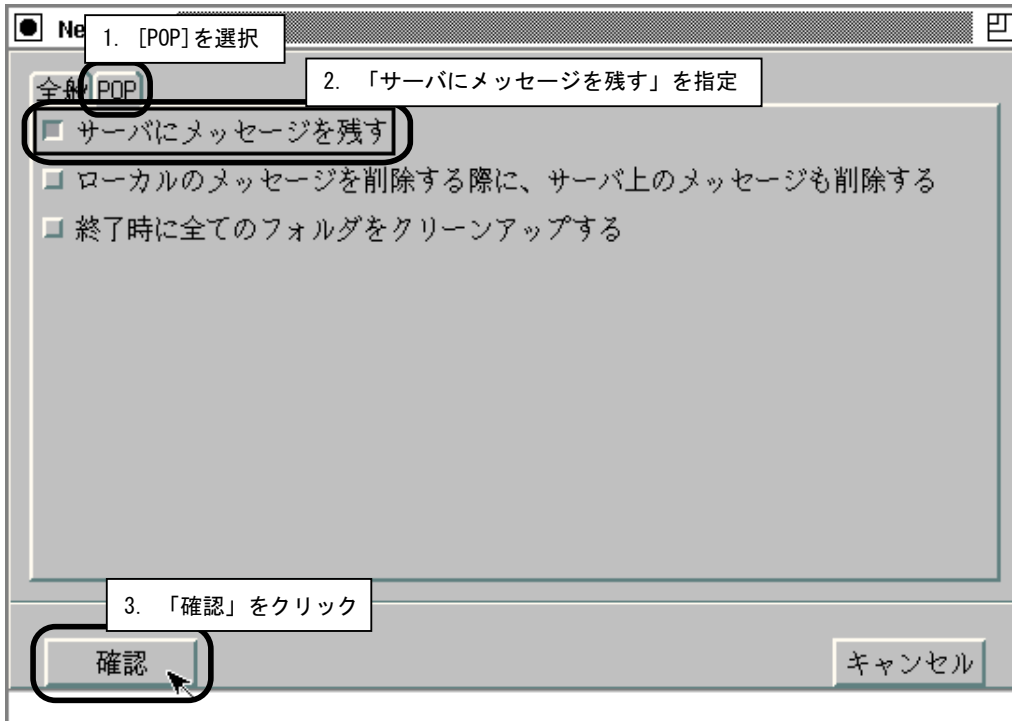 Ne
1. [POP]を選択
2. 「サーバにメッセージを残す」を指定
全般 POP
サーバにメッセージを残す
ローカルのメッセージを削除する際に、サーバ上のメッセージも削除する
終了時に全てのフォルダをクリーンアップする
3. 「確認」をクリック
確認
キャンセル